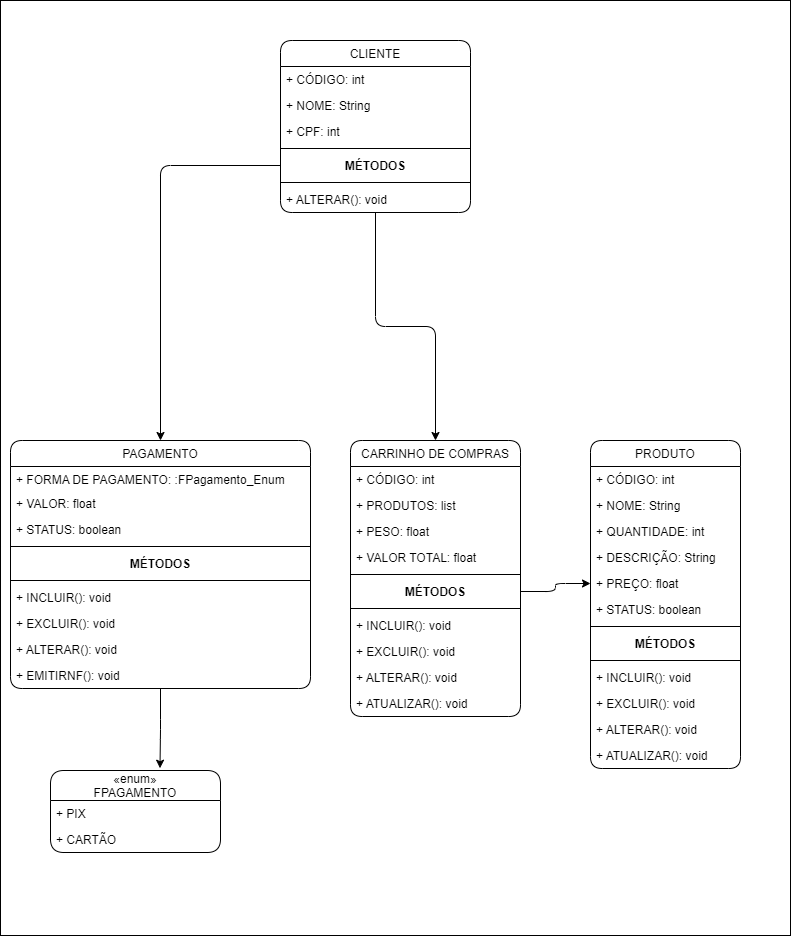 CLIENTE
+ CÓDIGO: int
+ NOME: String
+ CPF: int
MÉTODOS
+ ALTERAR(): void
PAGAMENTO
+ FORMA DE PAGAMENTO: :FPagamento_Enum
+ VALOR: float
+ STATUS: boolean
MÉTODOS
+ INCLUIR(): void
+ EXCLUIR(): void
+ ALTERAR(): void
+ EMITIRNF(): void
CARRINHO DE COMPRAS
+ CÓDIGO: int
+ PRODUTOS: list
+ PESO: float
+ VALOR TOTAL: float
MÉTODOS
+ INCLUIR(): void
+ EXCLUIR(): void
+ ALTERAR(): void
+ ATUALIZAR(): void
PRODUTO
+ CÓDIGO: int
+ NOME: String
+ QUANTIDADE: int
+ DESCRIÇÃO: String
+ PREÇO: float
+ STATUS: boolean
MÉTODOS
+ INCLUIR(): void
+ EXCLUIR(): void
+ ALTERAR(): void
+ ATUALIZAR(): void
«enum»
FPAGAMENTO
+ PIX
+ CARTÃO